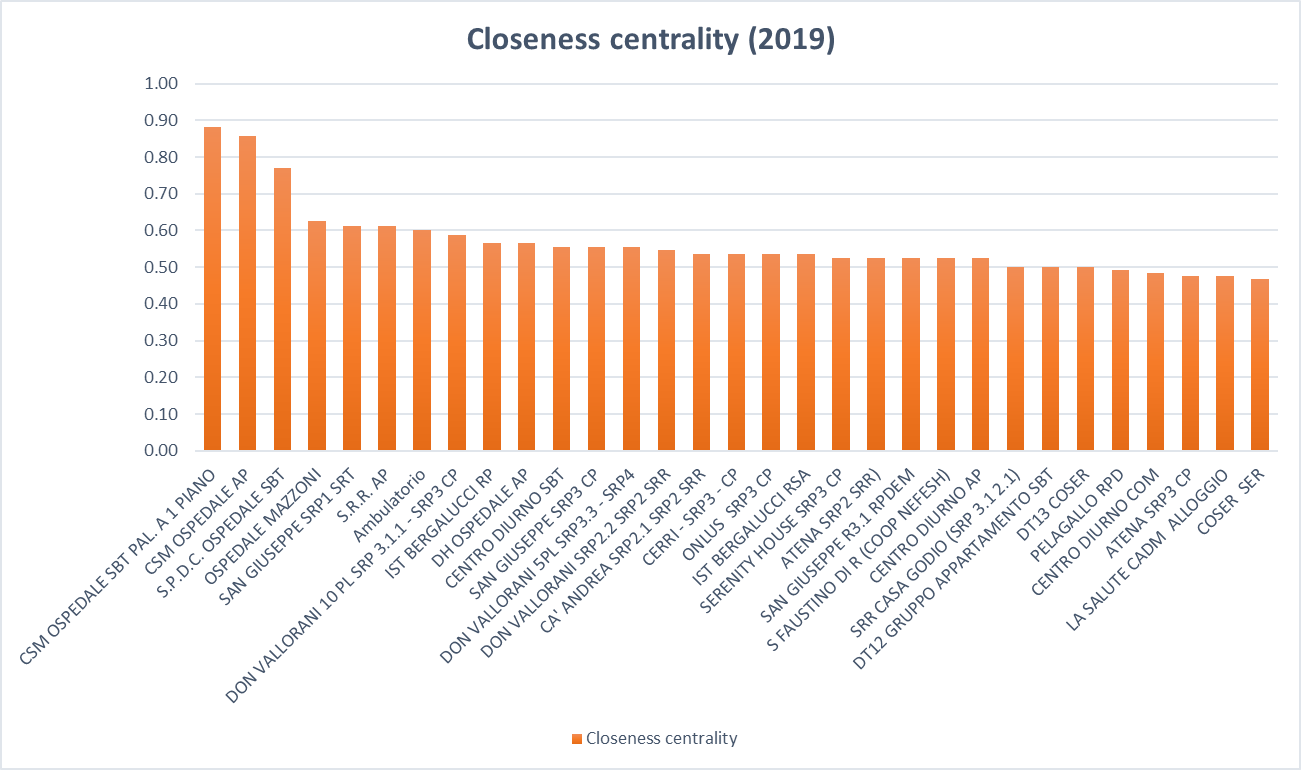 Closeness centrality (2019)
1.00
0.90
0.80
0.70
0.60
0.50
0.40
0.30
0.20
0.10
0.00
CSM OSPEDALE SBT PAL. A 1 PIANO
CSM OSPEDALE AP
S.P.D.C. OSPEDALE SBT
OSPEDALE MAZZONI
SAN GIUSEPPE SRP1 SRT
S.R.R. AP
Ambulatorio
DON VALLORANI 10 PL SRP 3.1.1 - SRP3 CP
IST BERGALUCCI RP
DH OSPEDALE AP
CENTRO DIURNO SBT
SAN GIUSEPPE SRP3 CP
DON VALLORANI 5PL SRP3.3 - SRP4
DON VALLORANI SRP2.2 SRP2 SRR
CA' ANDREA SRP2.1 SRP2 SRR
CERRI - SRP3 - CP
ONLUS  SRP3 CP
IST BERGALUCCI RSA
SERENITY HOUSE SRP3 CP
ATENA SRP2 SRR)
SAN GIUSEPPE R3.1 RPDEM
S FAUSTINO DI R (COOP NEFESH)
CENTRO DIURNO AP
SRR CASA GODIO (SRP 3.1 2.1)
DT12 GRUPPO APPARTAMENTO SBT
DT13 COSER
PELAGALLO RPD
CENTRO DIURNO COM
ATENA SRP3 CP
LA SALUTE CADM  ALLOGGIO
COSER  SER
Closeness centrality